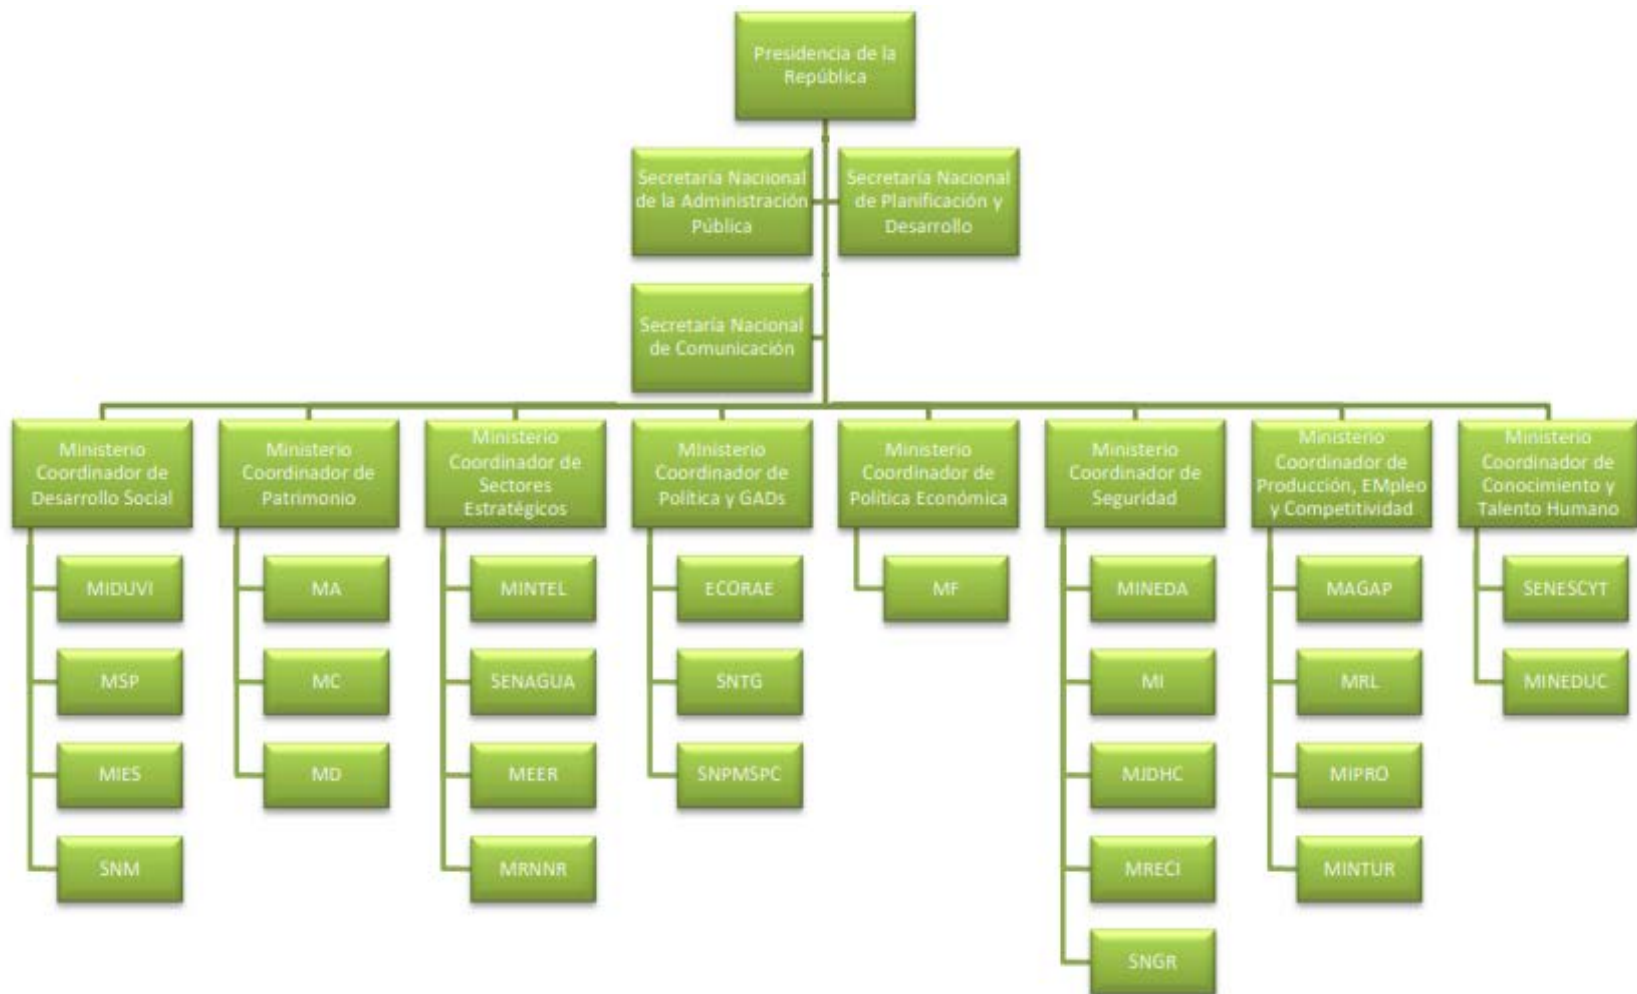 Presidencia de la
República
Secretaría Naciional
de la Administración
Pública
Secretaría Nacional
de Planificación y
Desarrollo
Secretaría Nacional
de Comunicación
Ministerio
Coordinador de
Desarrollo Social
MIDUVI
MSP
MIES
SNM
Ministerio
Coordinador de
Patrimonio
MA
MC
MD
Ministerio
Coordinador de
Sectores
Estratégicos
MINTEL
SENAGUA
MEER
MRNNR
MInisterio
Coordinador de
Política y GADs
ECORAE
SNTG
SNPMSPC
Ministerio
Coordinador de
Política Económica
MF
Ministerio
Coordinador de
Seguridad
MINEDA
MI
MJDHC
MRECI
SNGR
Ministerio
Coordinador de
Producción, EMpleo
y Competitividad
MAGAP
MRL
MIPRO
MINTUR
Ministerio
Coordinador de
Conocimiento y
Talento Humano
SENESCYT
MINEDUC